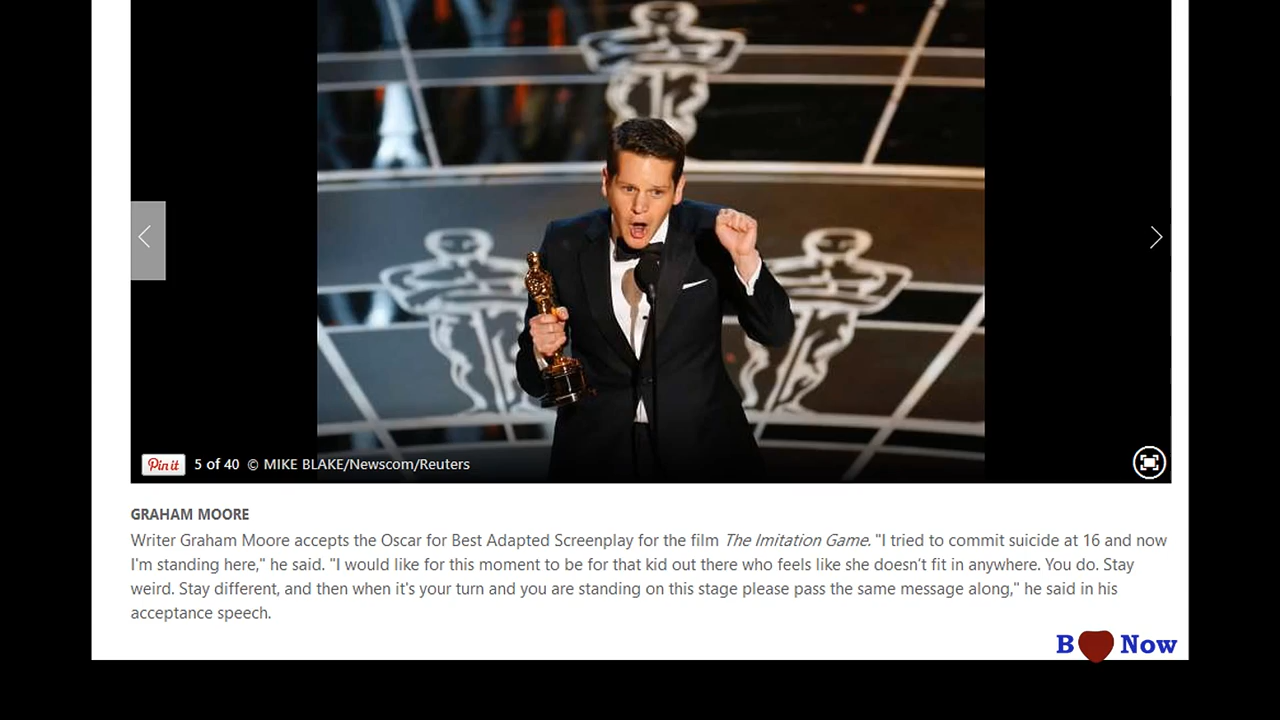 Pin it 5 of 40 © MIKE BLAKE/Newscom/Reuters
GRAHAM MOORE
Writer Graham Moore accepts the Oscar for Best Adapted Screenplay for the film The Imitation Game. "I tried to commit suicide at 16 and now
I'm standing here," he said. "I would like for this moment to be for that kid out there who feels like she doesn’t fit in anywhere. You do. Stay
weird. Stay different, and then when it's your turn and you are standing on this stage please pass the same message along," he said in his
acceptance speech.
B Now